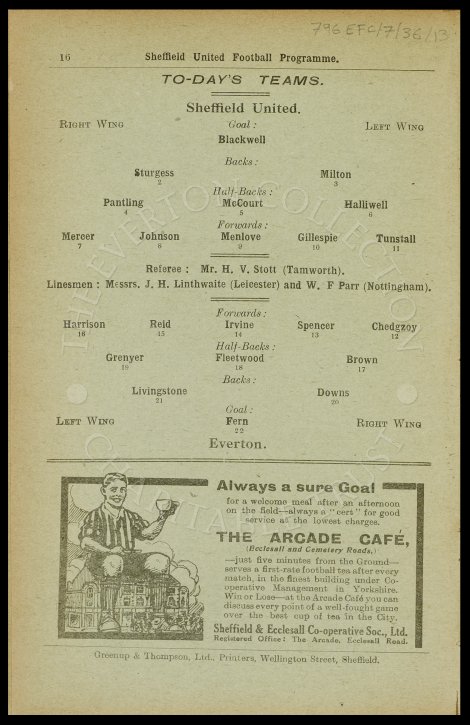 796 EFC/7/36/13
16 Sheffield United Football Programme.
TO-DAY'S TEAMS.
Sheffield United.
RIGHT WING Goal: LEFT WING
Blackwell
Backs:
Sturgess Milton
2 3
Half-Backs:
Pantling McCourt Halliwell
4 5 6
Forwards:
Mercer Johnson Menlove Gillespie Tunstall
7 8 9 10 11
Referee: Mr. H. V. Stott (Tamworth).
Linesmen: Messrs. J. H. Linthwaite (Leicester) and W. F Parr (Nottingham).
Forwards:
Harrison Reid Irvine Spencer Chedgzoy
16 15 14 13 12
Half-Backs:
Grenyer Fleetwood Brown
19 18 17
Backs:
Livingstone Downs
21 20
Goal:
LEFT WING Fern RIGHT WING
22
Everton.
Always a sure Goal
for a welcome meal after an afternoon
on the field—always a "cert" for good
service at the lowest charges.
THE ARCADE CAFÉ,
(Ecclesall and Cemetery Roads,)
—just five minutes from the Ground—
serves a first-rate football tea after every
match, in the finest building under Co-
operative Management in Yorkshire.
Win or Lose—at the Arcade Café you can
discuss every point of a well-fought game
over the best cup of tea in the City.
Sheffield & Ecclesall Co-operative Soc., Ltd.
Registered Office: The Arcade, Ecclesall Road.
Greenup & Thompson, Ltd., Printers, Wellington Street, Sheffield.
THE EVERTON COLLECTION
CHARITABLE TRUST